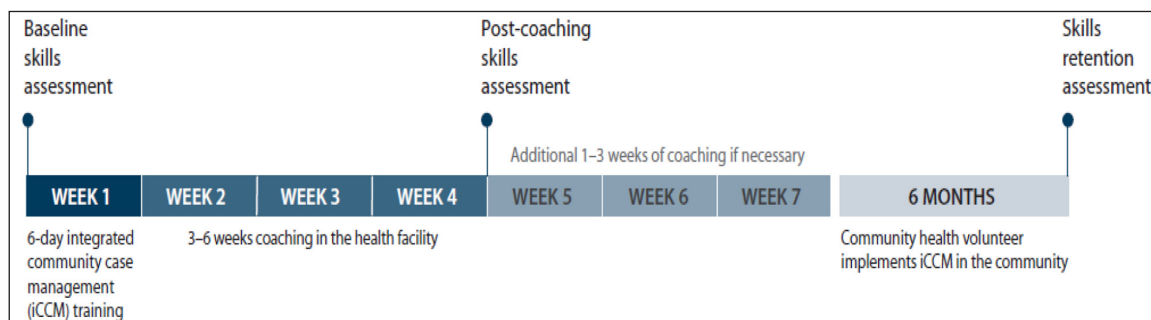 Baseline
skills
assessment
Post-coaching
skills
assessment
Skills
retention
assessment
Additional 1–3 weeks of coaching if necessary
WEEK 1
WEEK 2
WEEK 3
WEEK 4
WEEK 5
WEEK 6
WEEK 7
6 MONTHS
6-day integrated
community case
management
(iCCM) training
3–6 weeks coaching in the health facility
Community health volunteer
implements iCCM in the community